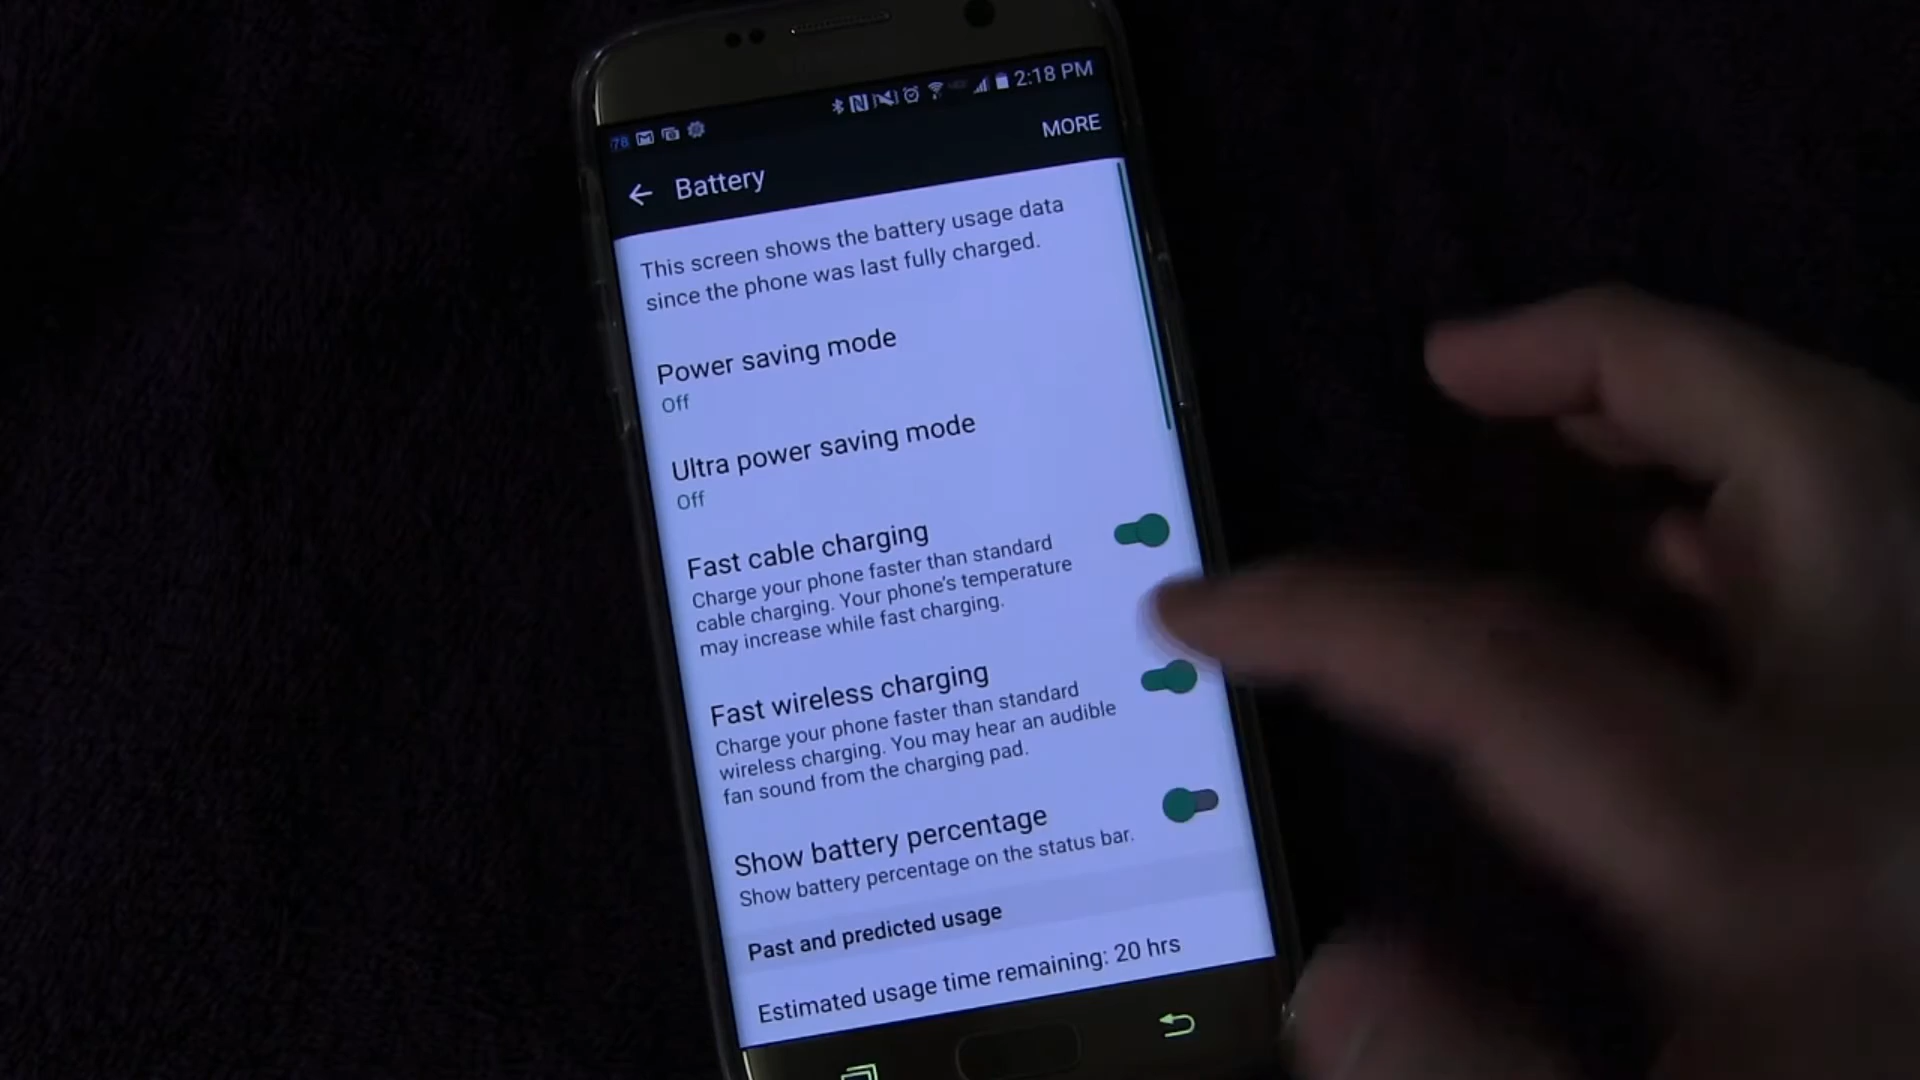 78
2:18 PM
MORE
Battery
This screen shows the battery usage data
since the phone was last fully charged.
Power saving mode
Off
Ultra power saving mode
Off
Fast cable charging
Charge your phone faster than standard
cable charging. Your phone's temperature
may increase while fast charging.
Fast wireless charging
Charge your phone faster than standard
wireless charging. You may hear an audible
fan sound from the charging pad.
Show battery percentage
Show battery percentage on the status bar.
Past and predicted usage
Estimated usage time remaining: 20 hrs